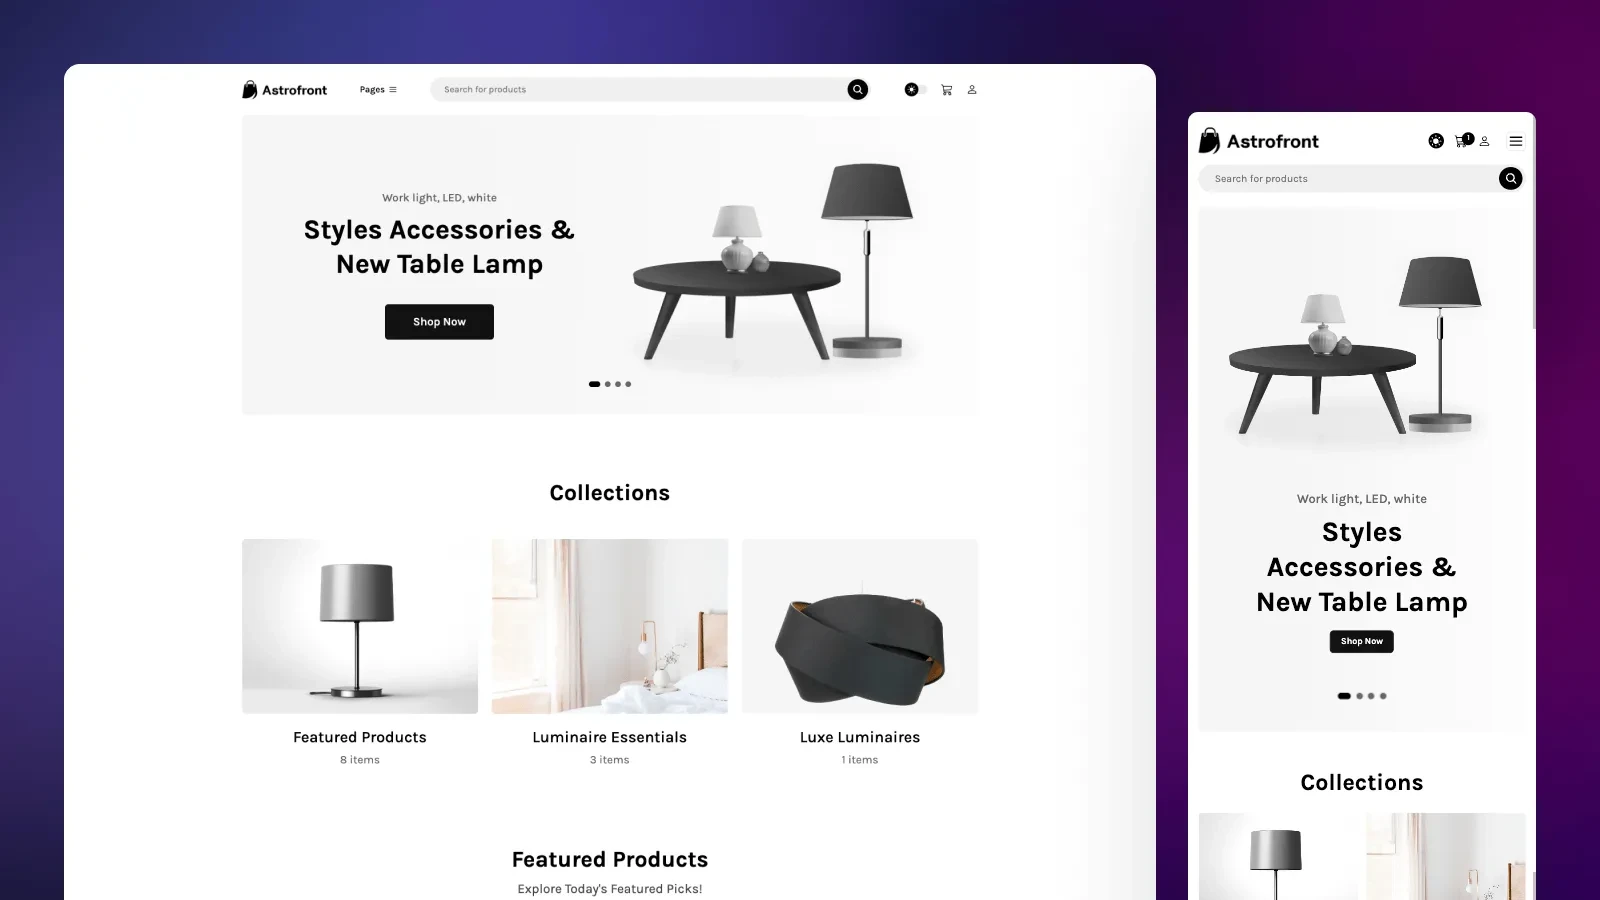 Astrofront
Pages
Search for products
Work light, LED, white
Styles Accessories &
New Table Lamp
Shop Now
Collections
Featured Products
8 items
Luminaire Essentials
3 items
Luxe Luminaires
1 items
Featured Products
Explore Today's Featured Picks!
Astrofront
1
Search for products
Work light, LED, white
Styles
Accessories &
New Table Lamp
Shop Now
Collections